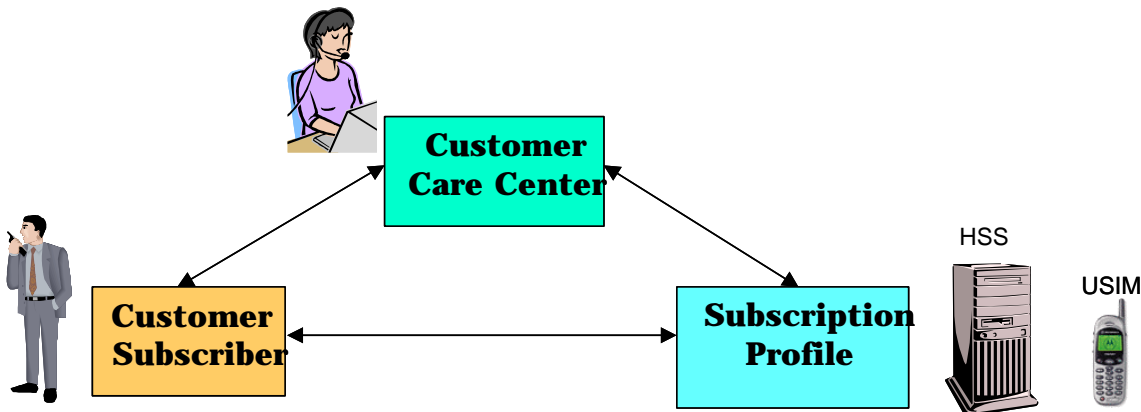 Customer
Care Center
HSS
USIM
Customer
Subscriber
Subscription
Profile